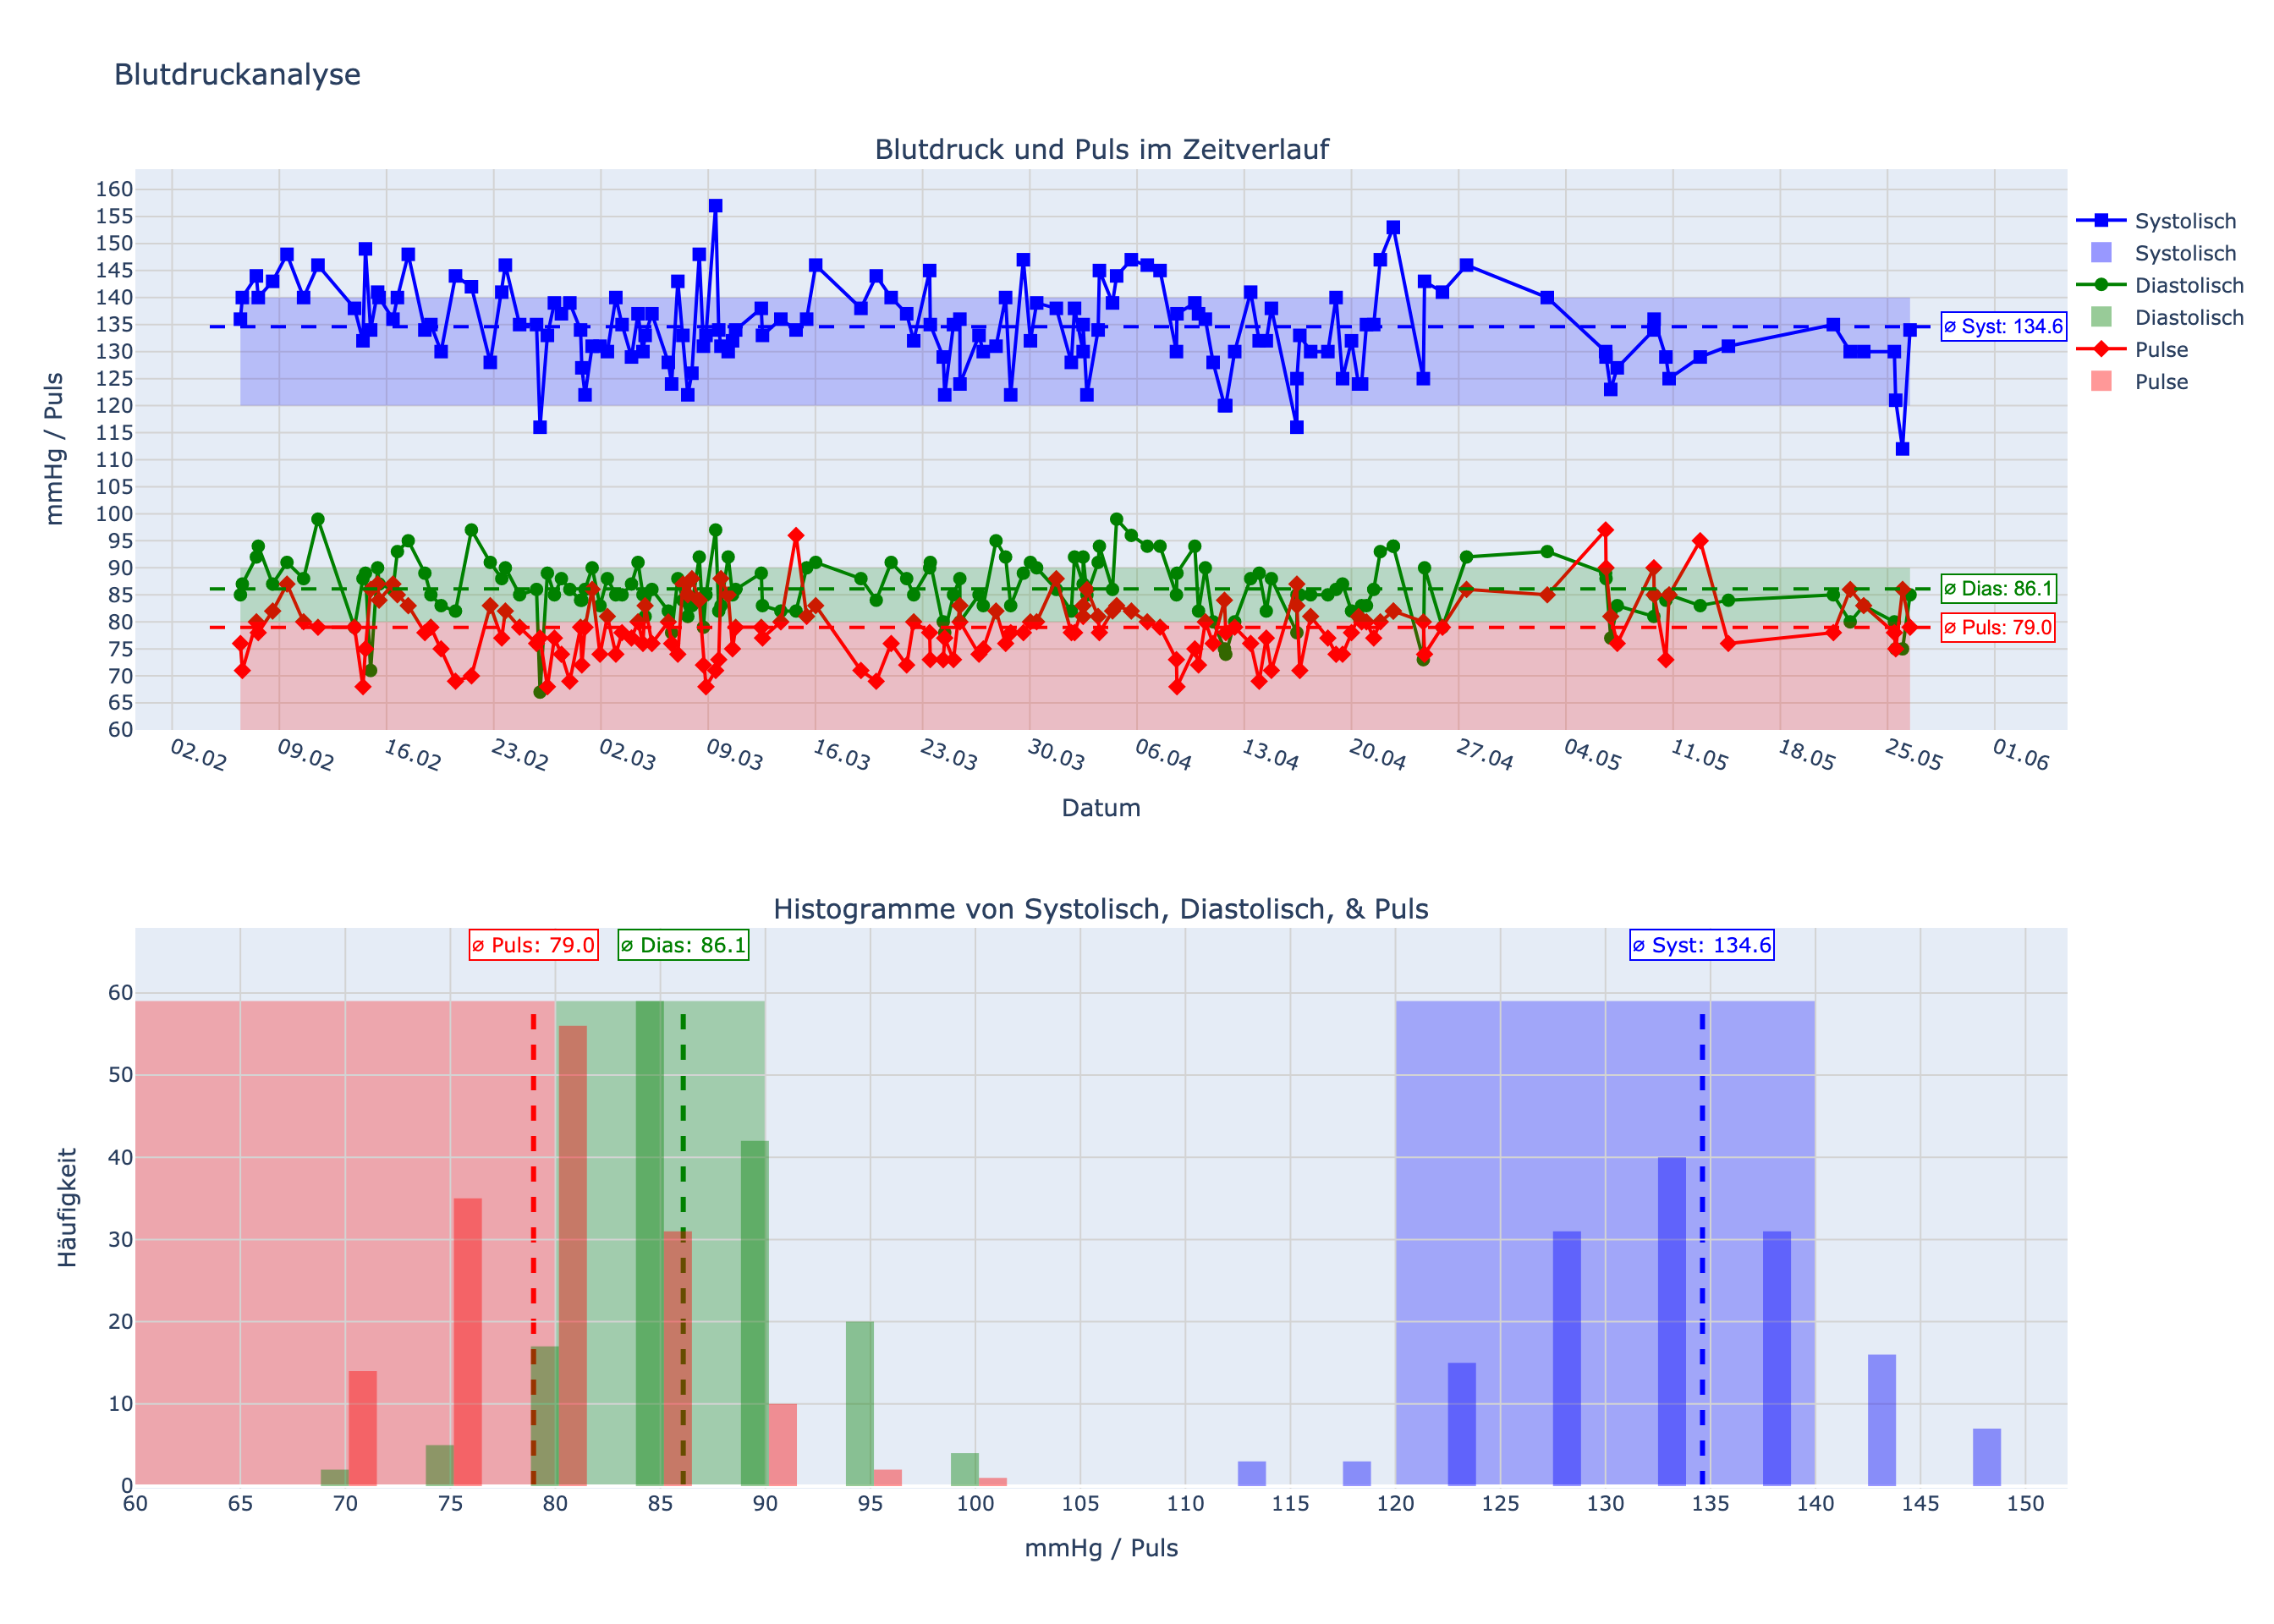 Blutdruckanalyse
Blutdruck und Puls im Zeitverlauf
mmHg / Puls
160
155
150
145
140
135
130
125
120
115
110
105
100
95
90
85
80
75
70
65
60
⌀ Syst: 134.6
⌀ Dias: 86.1
⌀ Puls: 79.0
Systolisch
Systolisch
Diastolisch
Diastolisch
Pulse
Pulse
02.02 09.02 16.02 23.02 02.03 09.03 16.03 23.03 30.03 06.04 13.04 20.04 27.04 04.05 11.05 18.05 25.05 01.06
Datum
Histogramme von Systolisch, Diastolisch, & Puls
⌀ Puls: 79.0 ⌀ Dias: 86.1 ⌀ Syst: 134.6
Häufigkeit
60
50
40
30
20
10
0
60 65 70 75 80 85 90 95 100 105 110 115 120 125 130 135 140 145 150
mmHg / Puls